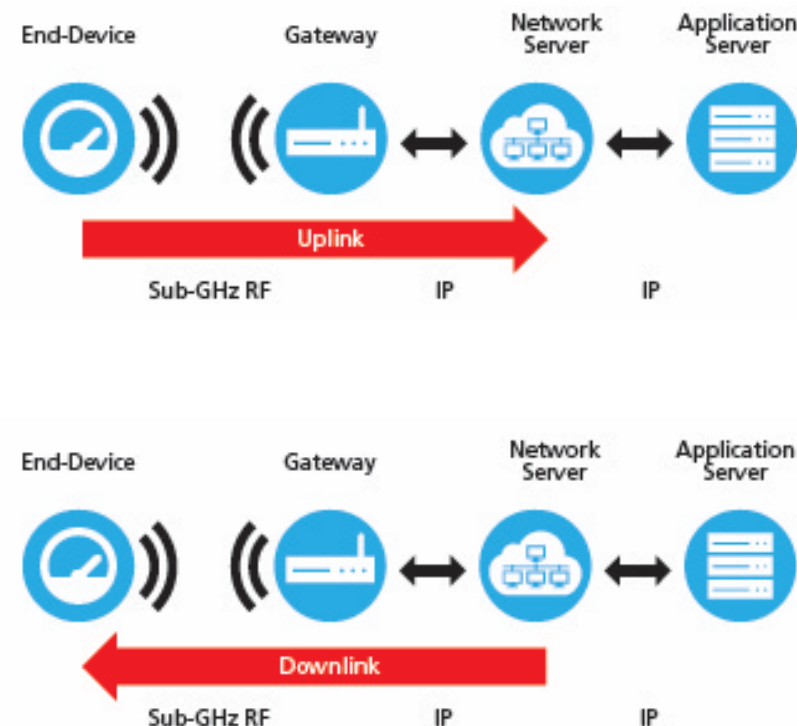 End-Device Gateway Network Server Application Server
Uplink
Sub-GHz RF IP IP
End-Device Gateway Network Server Application Server
Downlink
Sub-GHz RF IP IP